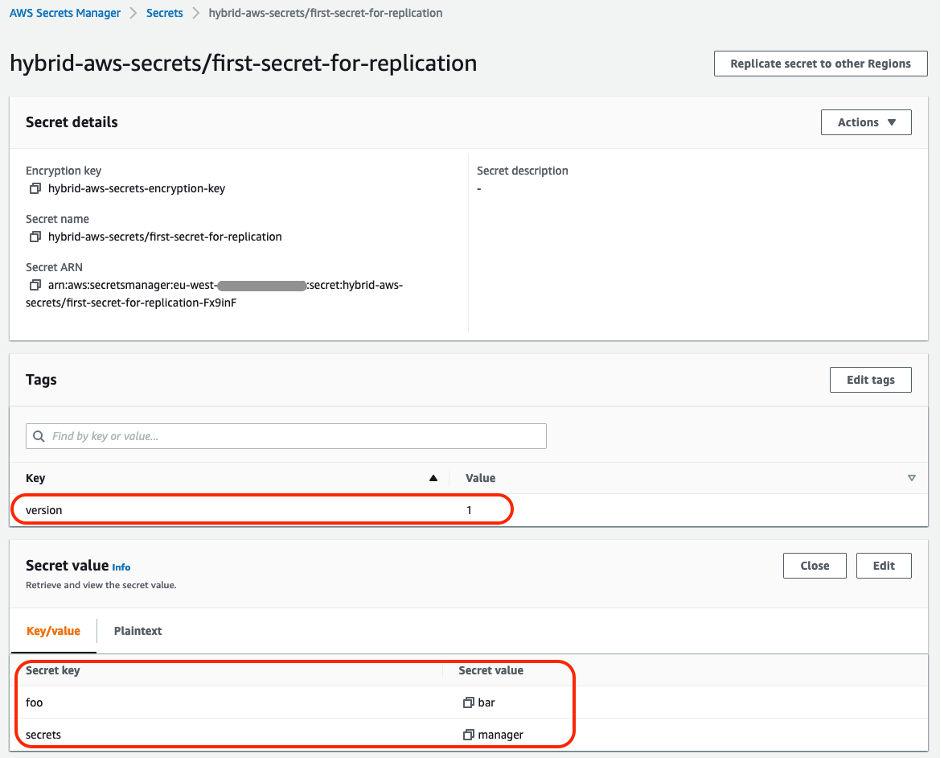 AWS Secrets Manager > Secrets > hybrid-aws-secrets/first-secret-for-replication
hybrid-aws-secrets/first-secret-for-replication
Replicate secret to other Regions
Secret details
Actions
Encryption key
hybrid-aws-secrets-encryption-key
Secret name
hybrid-aws-secrets/first-secret-for-replication
Secret ARN
arn:aws:secretsmanager:eu-west- :secret:hybrid-aws-
secrets/first-secret-for-replication-Fx9inF
Secret description
-
Tags
Edit tags
Find by key or value...
Key Value
version 1
Secret value Info
Retrieve and view the secret value.
Close Edit
Key/value Plaintext
Secret key Secret value
foo bar
secrets manager